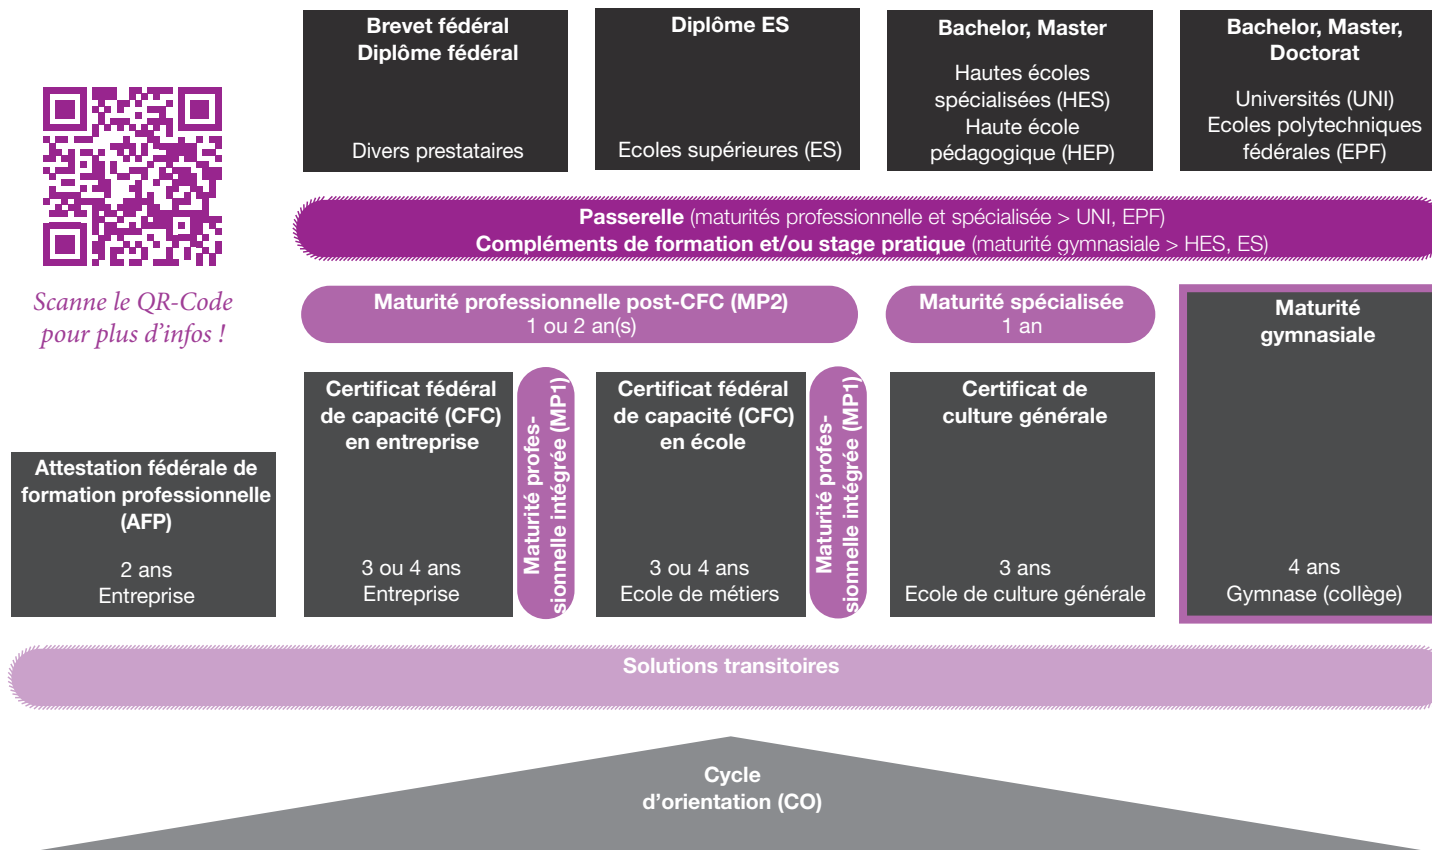 Brevet fédéral
Diplôme fédéral
Divers prestataires
Diplôme ES
Ecoles supérieures (ES)
Bachelor, Master
Hautes écoles
spécialisées (HES)
Haute école
pédagogique (HEP)
Bachelor, Master,
Doctorat
Universités (UNI)
Ecoles polytechniques
fédérales (EPF)
Scanne le QR-Code
pour plus d'infos !
Passerelle (maturités professionnelle et spécialisée > UNI, EPF)
Compléments de formation et/ou stage pratique (maturité gymnasiale > HES, ES)
Maturité professionnelle post-CFC (MP2)
1 ou 2 an(s)
Maturité spécialisée
1 an
Maturité
gymnasiale
4 ans
Gymnase (collège)
Attestation fédérale de
formation professionnelle
(AFP)
2 ans
Entreprise
Certificat fédéral
de capacité (CFC)
en entreprise
3 ou 4 ans
Entreprise
Maturité profes-
sionnelle intégrée (MP1)
Certificat fédéral
de capacité (CFC)
en école
3 ou 4 ans
Ecole de métiers
Maturité profes-
sionnelle intégrée (MP1)
Certificat de
culture générale
3 ans
Ecole de culture générale
Solutions transitoires
Cycle
d'orientation (CO)